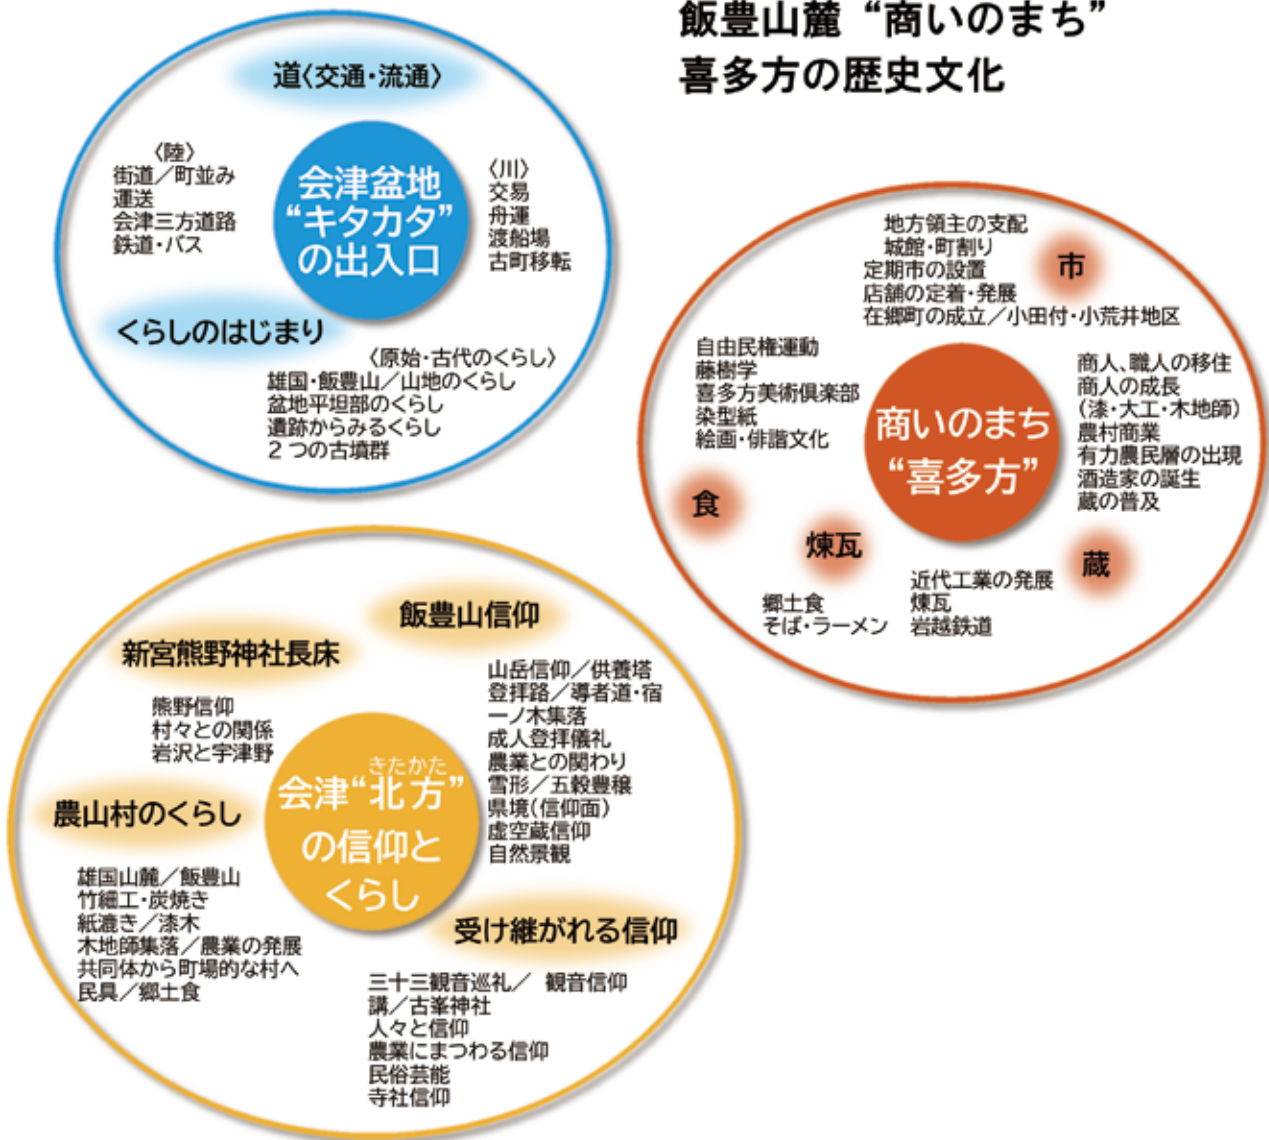 飯豊山麓 “商いのまち”
喜多方の歴史文化
道〈交通・流通〉
会津盆地
“キタカタ”
の出入口
〈陸〉
街道／町並み
運送
会津三方道路
鉄道・バス
〈川〉
交易
舟運
渡船場
古町移転
くらしのはじまり
〈原始・古代のくらし〉
雄国・飯豊山／山地のくらし
盆地平坦部のくらし
遺跡からみるくらし
2 つの古墳群
商いのまち
“喜多方”
市
地方領主の支配
城館・町割り
定期市の設置
店舗の定着・発展
在郷町の成立／小田付・小荒井地区
自由民権運動
藤樹学
喜多方美術倶楽部
染型紙
絵画・俳諧文化
商人、職人の移住
商人の成長
（漆・大工・木地師）
農村商業
有力農民層の出現
酒造家の誕生
蔵の普及
食
煉瓦
蔵
郷土食
そば・ラーメン
近代工業の発展
煉瓦
岩越鉄道
会津“北方”
きたかた
の信仰と
くらし
飯豊山信仰
山岳信仰／供養塔
登拝路／導者道・宿
一ノ木集落
成人登拝儀礼
農業との関わり
雪形／五穀豊穣
県境（信仰面）
虚空蔵信仰
自然景観
新宮熊野神社長床
熊野信仰
村々との関係
岩沢と宇津野
農山村のくらし
雄国山麓／飯豊山
竹細工・炭焼き
紙漉き／漆木
木地師集落／農業の発展
共同体から町場的な村へ
民具／郷土食
受け継がれる信仰
三十三観音巡礼／ 観音信仰
講／古峯神社
人々と信仰
農業にまつわる信仰
民俗芸能
寺社信仰